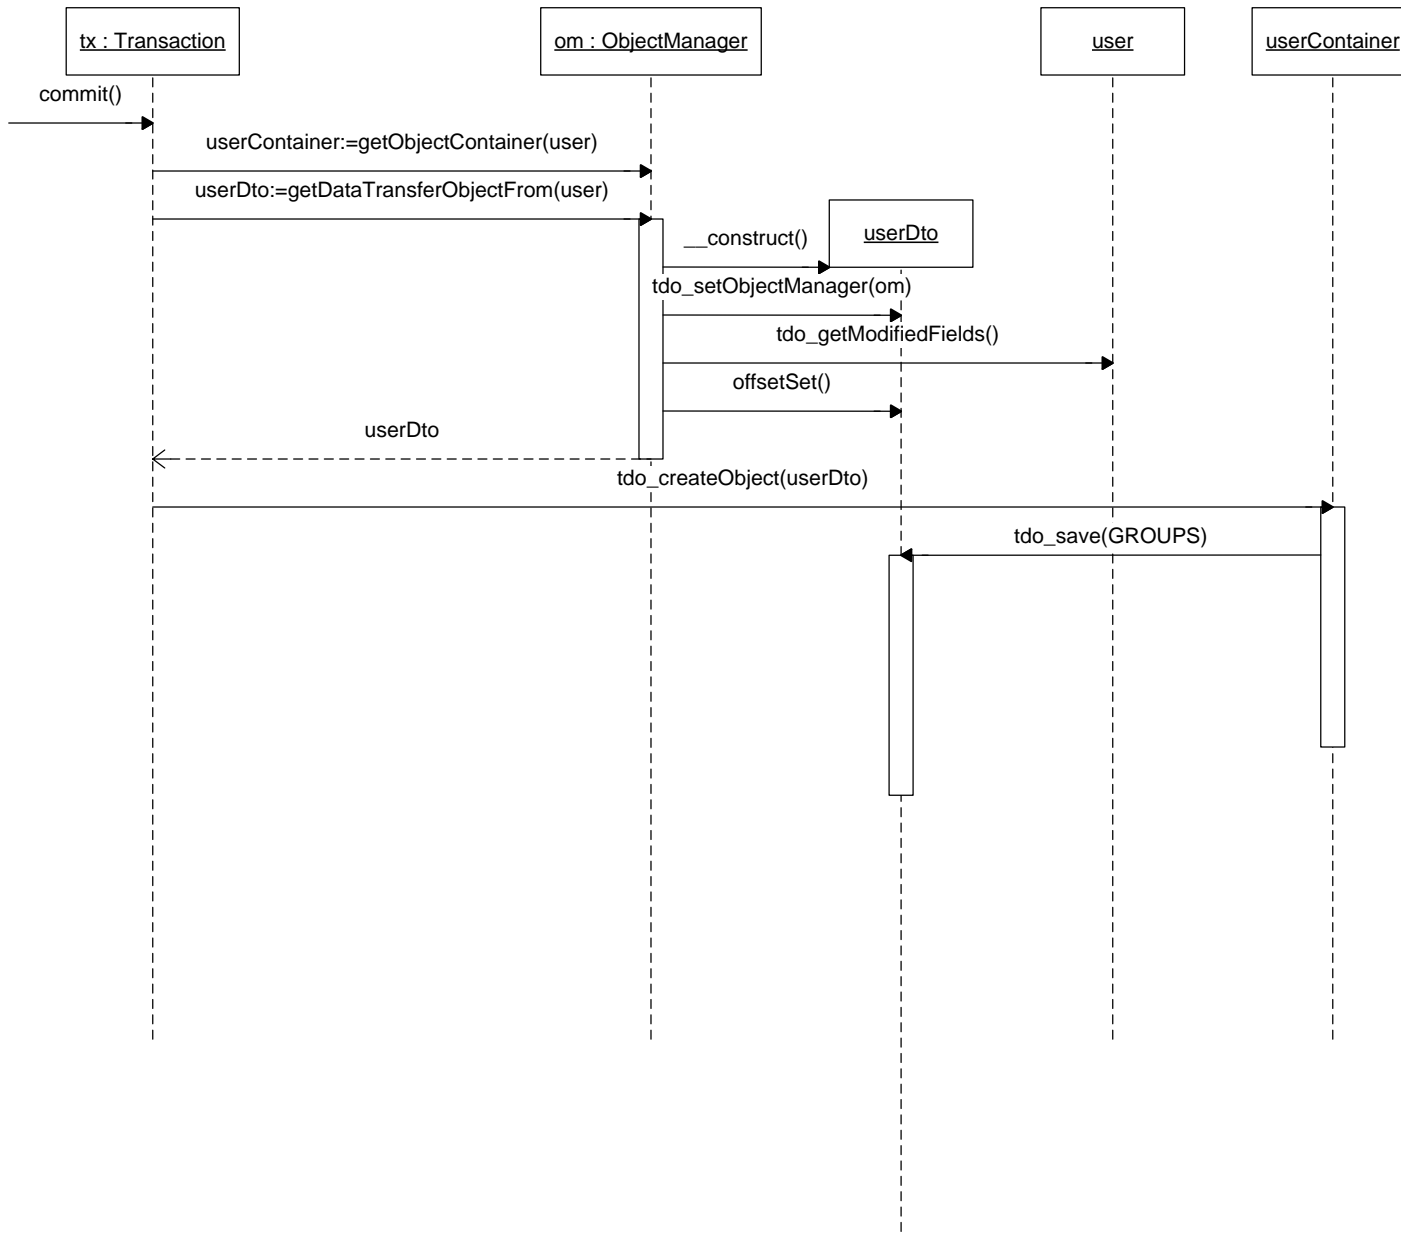 tx : Transaction
om : ObjectManager
user
userContainer
commit()
userContainer:=getObjectContainer(user)
userDto:=getDataTransferObjectFrom(user)
userDto
__construct()
tdo_setObjectManager(om)
tdo_getModifiedFields()
offsetSet()
userDto
tdo_createObject(userDto)
tdo_save(GROUPS)